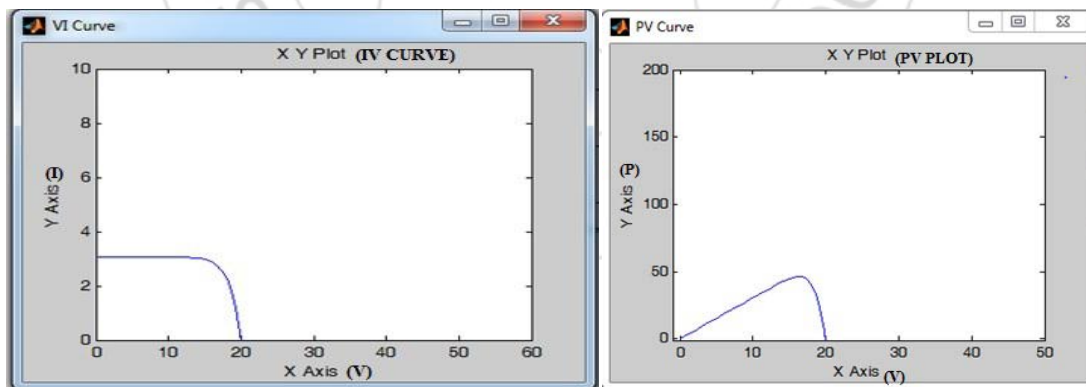 VI Curve
X Y Plot (IV CURVE)
10
8
6
4
2
0
Y Axis (I)
0 10 20 30 40 50 60
X Axis (V)
PV Curve
X Y Plot (PV PLOT)
200
150
100
50
0
Y Axis (P)
0 10 20 30 40 50
X Axis (V)